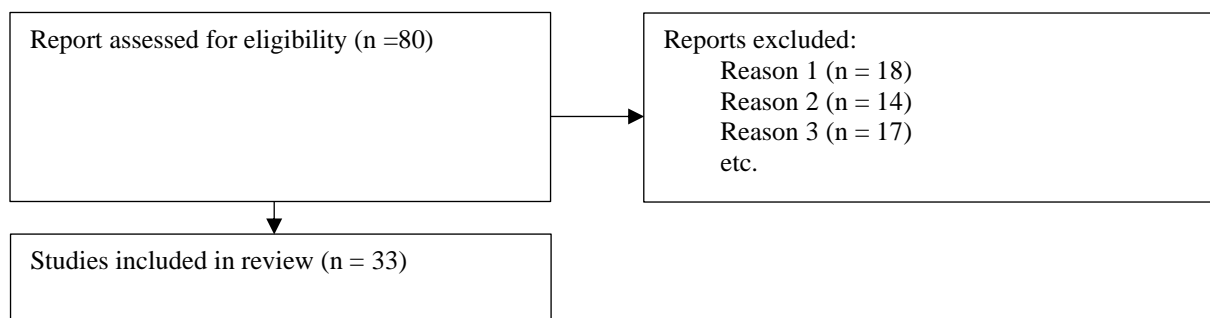 Report assessed for eligibility (n =80)
Reports excluded:
Reason 1 (n = 18)
Reason 2 (n = 14)
Reason 3 (n = 17)
etc.
Studies included in review (n = 33)